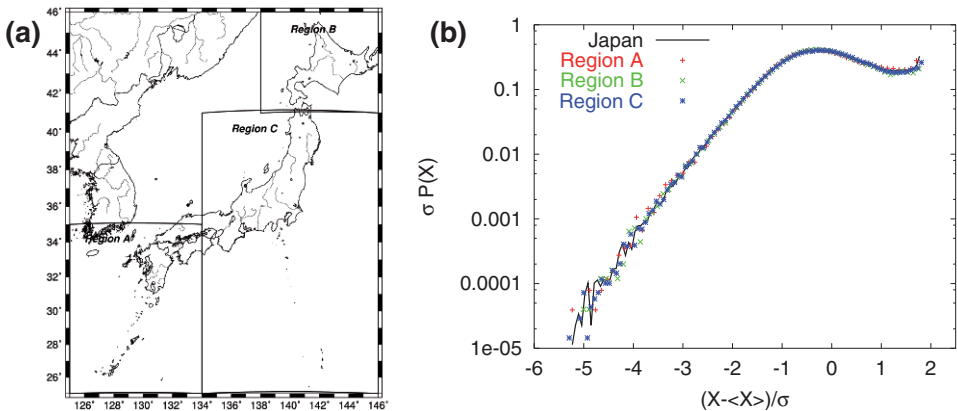 (a)
46°
44°
42°
40°
38°
36°
34°
32°
30°
28°
26°
126° 128° 130° 132° 134° 136° 138° 140° 142° 144° 146°
Region B
Region C
Region A
(b)
Japan
Region A
Region B
Region C
σ P(X)
1
0.1
0.01
0.001
0.0001
1e-05
-6 -5 -4 -3 -2 -1 0 1 2
(X-<X>)/σ